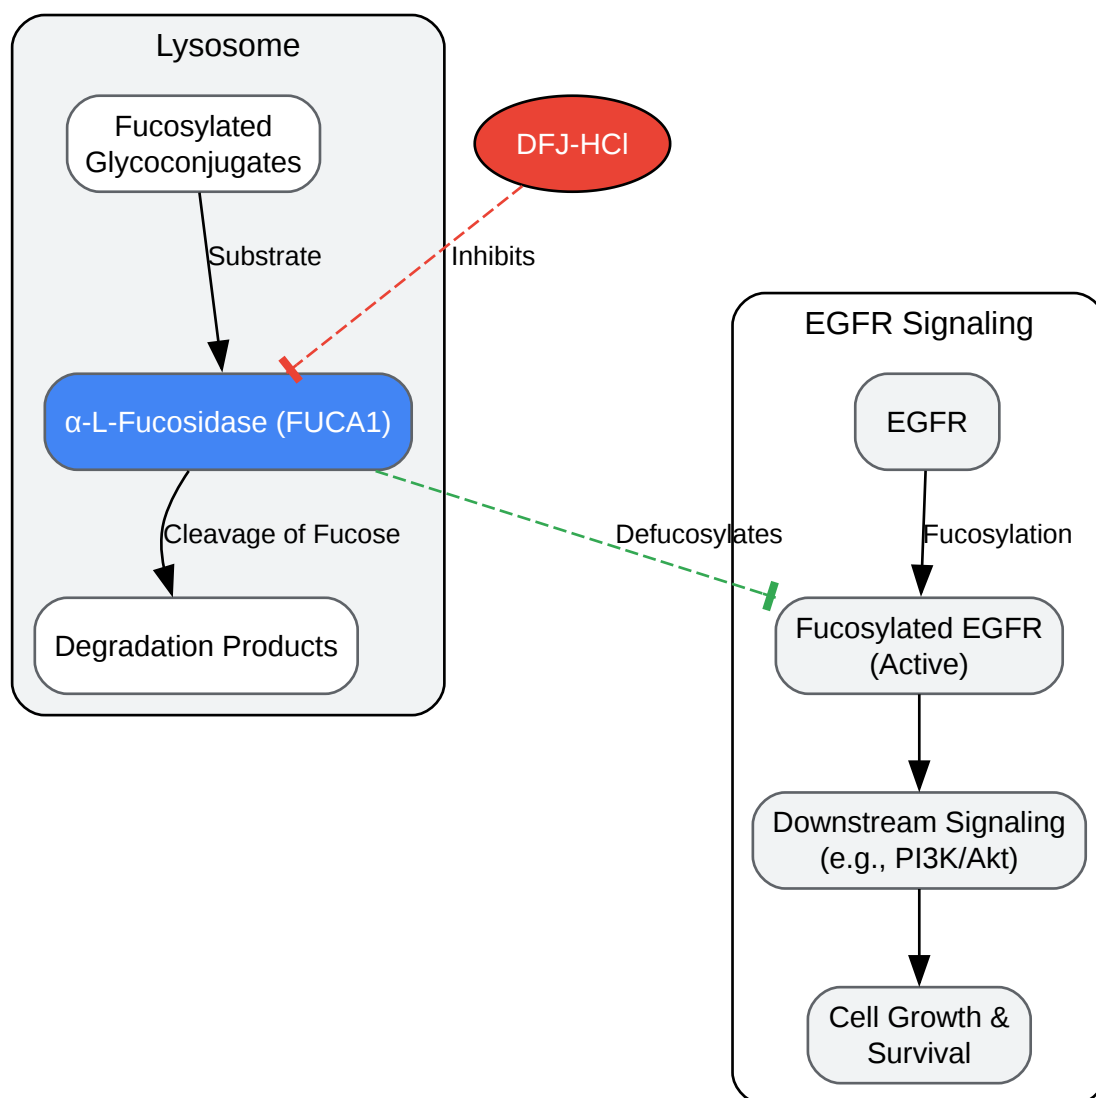 Lysosome
Fucosylated
Glycoconjugates
DFJ-HCl
Substrate
Inhibits
EGFR Signaling
α-L-Fucosidase (FUCA1)
EGFR
Cleavage of Fucose
Defucosylates
Fucosylation
Degradation Products
Fucosylated EGFR
(Active)
Downstream Signaling
(e.g., PI3K/Akt)
Cell Growth &
Survival